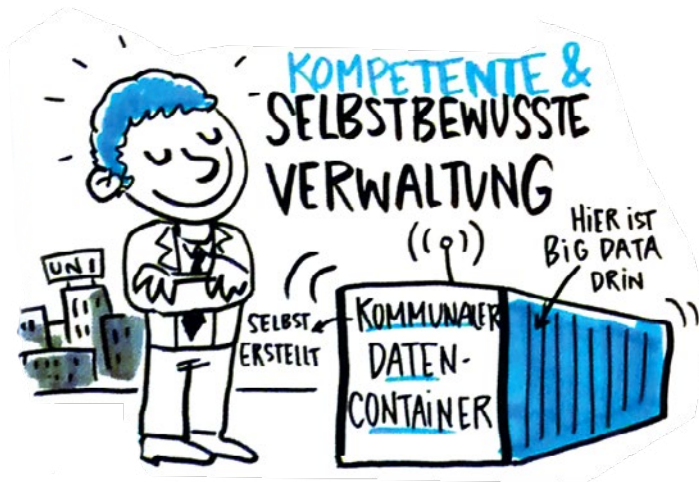 KOMPETENTE &
SELBSTBEWUSSTE
VERWALTUNG
HIER IST
BIG DATA
DRIN
UNI
SELBST
ERSTELLT
KOMMUNALER
DATEN-
CONTAINER